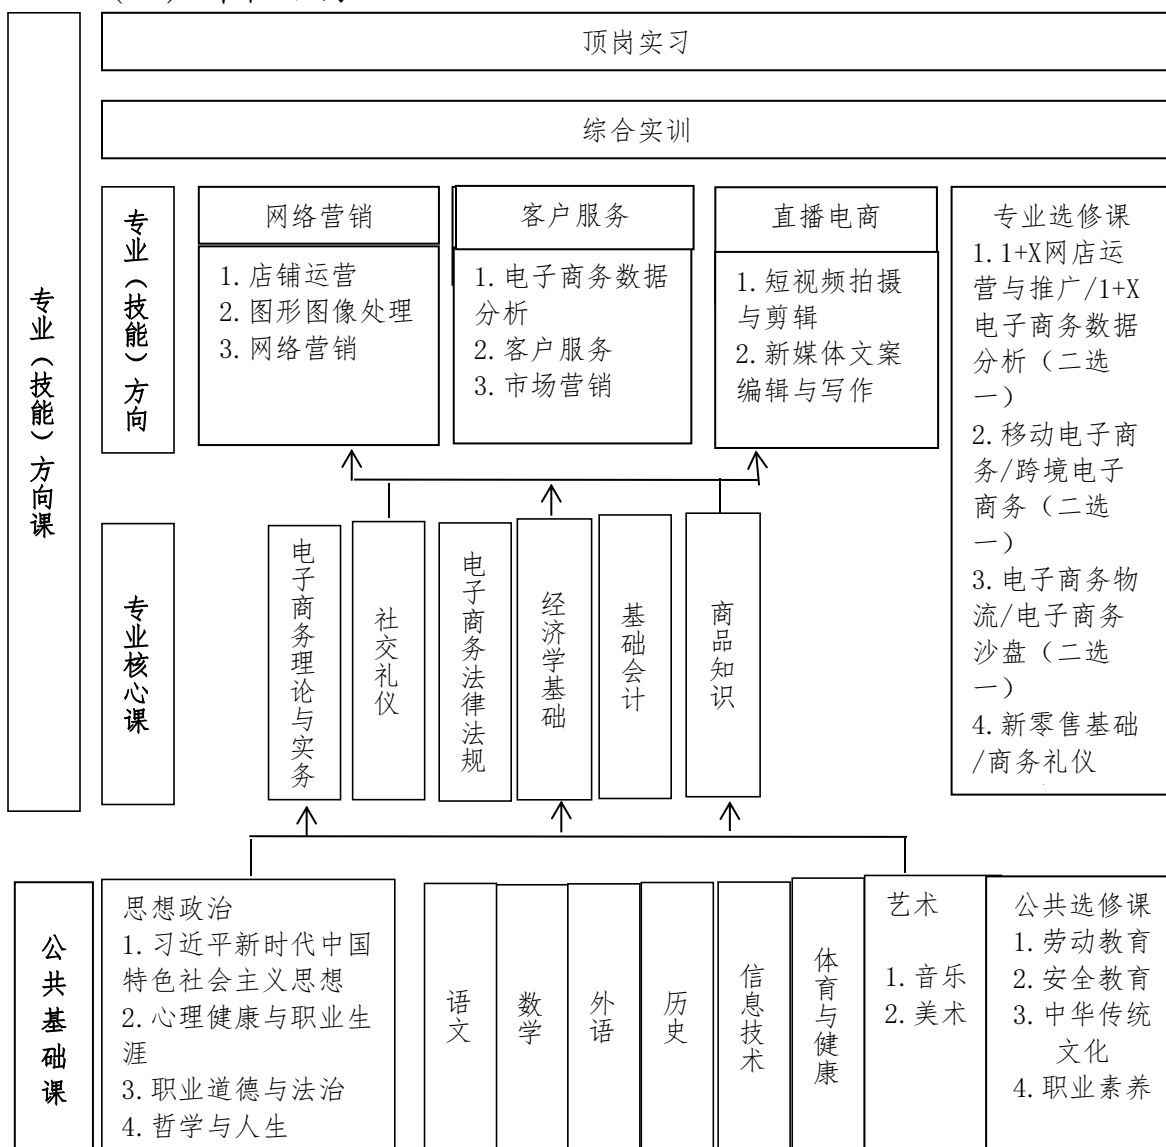 顶岗实习
综合实训
专业（技能）方向课
专业（技能）方向
网络营销
1.店铺运营
2.图形图像处理
3.网络营销
客户服务
1.电子商务数据
分析
2.客户服务
3.市场营销
直播电商
1.短视频拍摄
与剪辑
2.新媒体文案
编辑与写作
专业选修课
1.1+X网店运
营与推广/1+X
电子商务数据
分析（二选
一）
2.移动电子商
务/跨境电子
商务（二选
一）
3.电子商务物
流/电子商务
沙盘（二选
一）
4.新零售基础
/商务礼仪
专业核心课
电子商务理论与实务
社交礼仪
电子商务法律法规
经济学基础
基础会计
商品知识
公共基础课
思想政治
1.习近平新时代中国
特色社会主义思想
2.心理健康与职业生
涯
3.职业道德与法治
4.哲学与人生
语文
数学
外语
历史
信息技术
体育与健康
艺术
1.音乐
2.美术
公共选修课
1.劳动教育
2.安全教育
3.中华传统
文化
4.职业素养